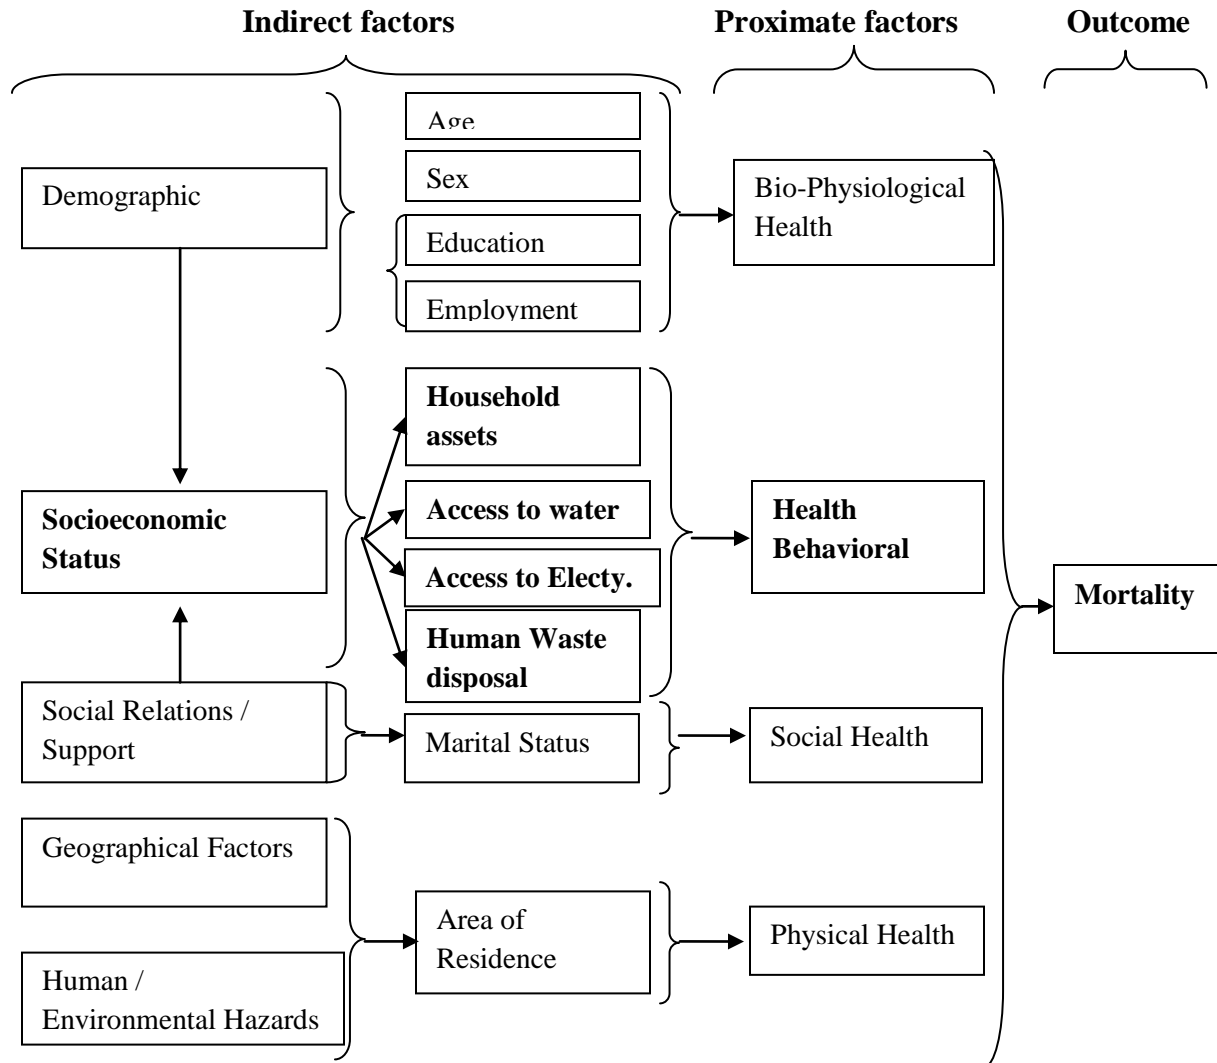 Indirect factors
Proximate factors
Outcome
Demographic
Age
Sex
Education
Employment
Bio-Physiological
Health
Socioeconomic
Status
Household
assets
Access to water
Access to Electy.
Human Waste
disposal
Health
Behavioral
Mortality
Social Relations /
Support
Marital Status
Social Health
Geographical Factors
Human /
Environmental Hazards
Area of
Residence
Physical Health